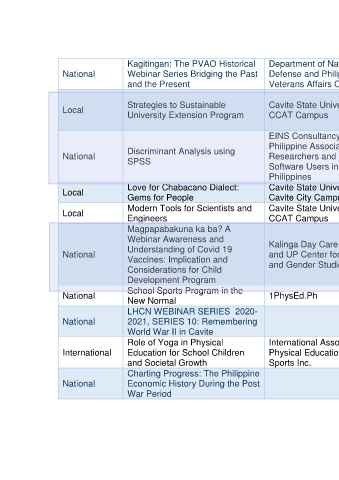 Kagitingan: The PVAO Historical
National Webinar Series Bridging the Past
and the Present
Department of Na
Defense and Phili
Veterans Affairs O
Local
Strategies to Sustainable
University Extension Program
Cavite State Unive
CCAT Campus
National
Discriminant Analysis using
SPSS
EINS Consultancy
Philippine Associa
Researchers and
Software Users in
Philippines
Local
Love for Chabacano Dialect:
Gems for People
Cavite State Unive
Cavite City Camp
Local
Modern Tools for Scientists and
Engineers
Cavite State Unive
CCAT Campus
National
Magpapabakuna ka ba? A
Webinar Awareness and
Understanding of Covid 19
Vaccines: Implication and
Considerations for Child
Development Program
Kalinga Day Care
and UP Center for
and Gender Studi
National
School Sports Program in the
New Normal
1PhysEd.Ph
National
LHCN WEBINAR SERIES 2020-
2021, SERIES 10: Remembering
World War II in Cavite
International
Role of Yoga in Physical
Education for School Children
and Societal Growth
International Asso
Physical Educatio
Sports Inc.
National
Charting Progress: The Philippine
Economic History During the Post
War Period